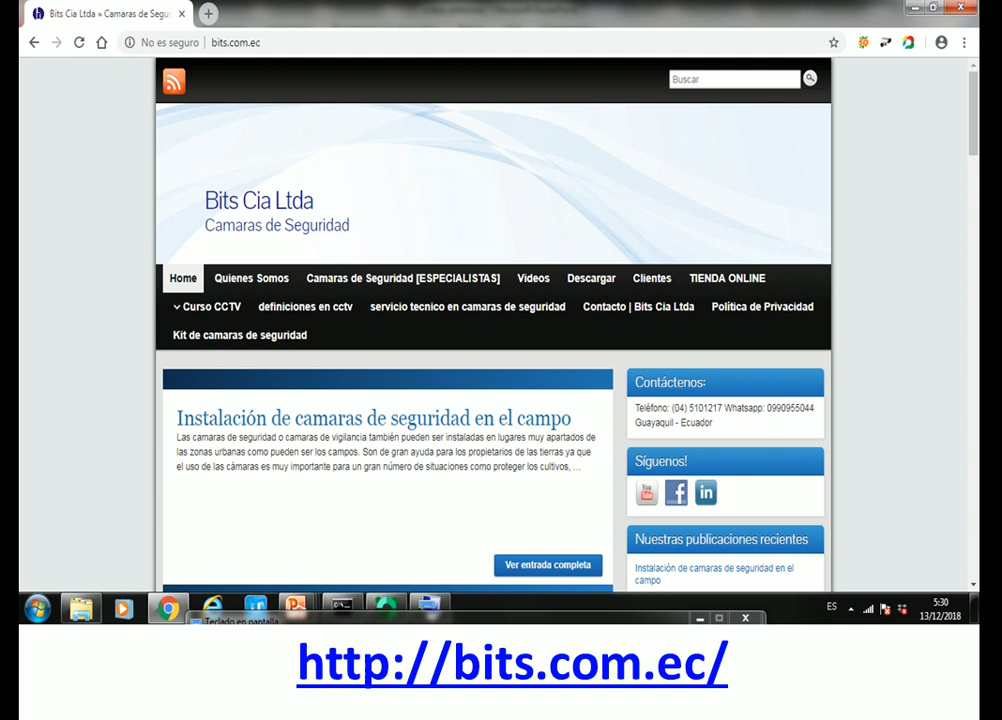 Bits Cia Ltda » Camaras de Segur
No es seguro | bits.com.ec
Buscar
Bits Cia Ltda
Camaras de Seguridad
Home Quienes Somos Camaras de Seguridad [ESPECIALISTAS] Videos Descargar Clientes TIENDA ONLINE
Curso CCTV definiciones en cctv servicio tecnico en camaras de seguridad Contacto | Bits Cia Ltda Política de Privacidad
Kit de camaras de seguridad
Instalación de camaras de seguridad en el campo
Las camaras de seguridad o camaras de vigilancia también pueden ser instaladas en lugares muy apartados de
las zonas urbanas como pueden ser los campos. Son de gran ayuda para los propietarios de las tierras ya que
el uso de las cámaras es muy importante para un gran número de situaciones como proteger los cultivos, …
Ver entrada completa
Contáctenos:
Teléfono: (04) 5101217 Whatsapp: 0990955044
Guayaquil - Ecuador
Síguenos!
You
Tube
f
in
Nuestras publicaciones recientes
Instalación de camaras de seguridad en el
campo
ES
5:30
13/12/2018
Teclado en pantalla
http://bits.com.ec/